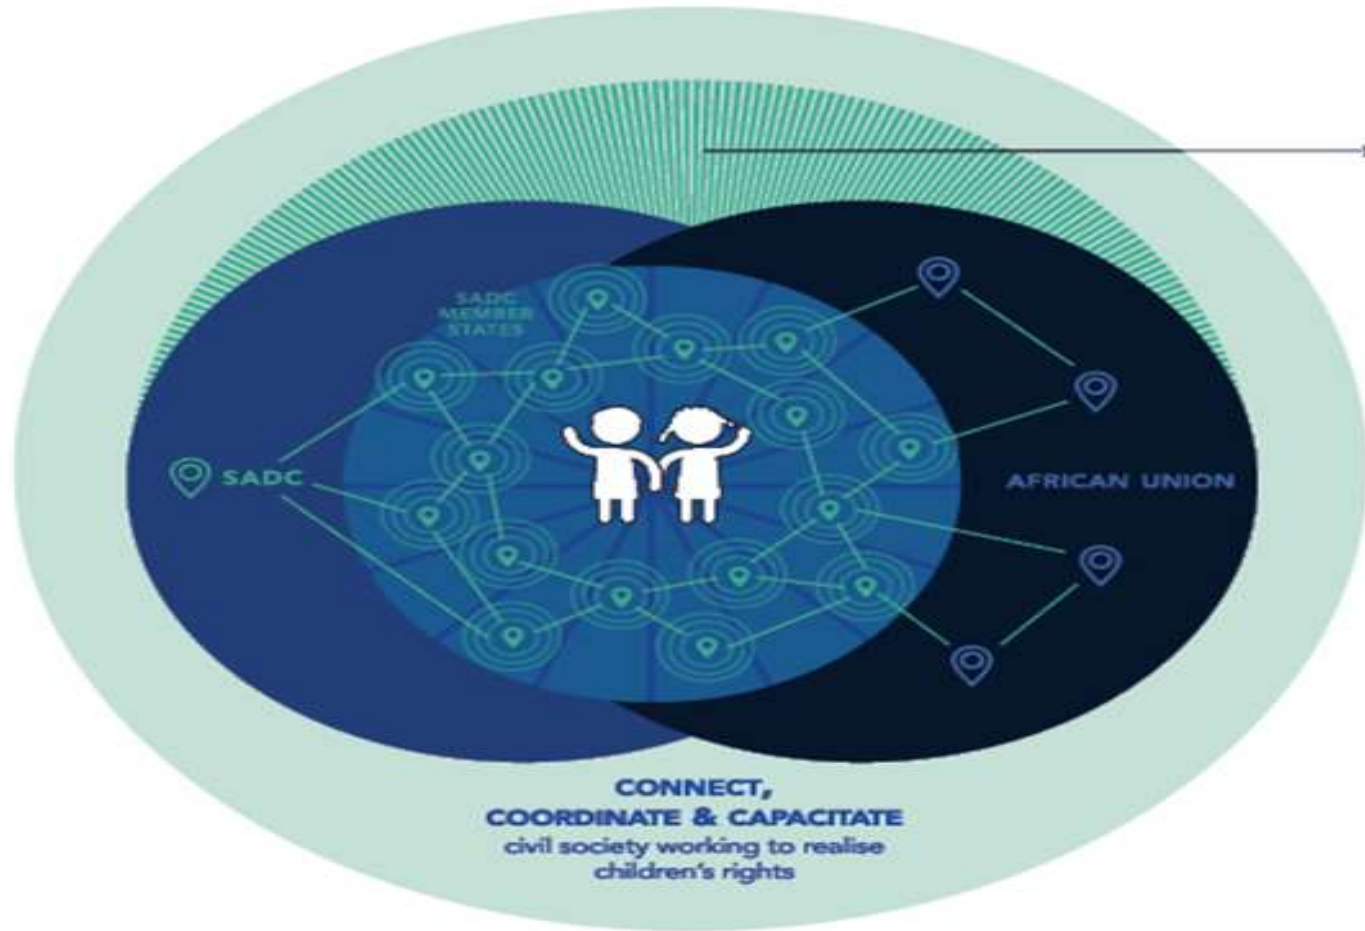 SADC
MEMBER
STATES
SADC
AFRICAN UNION
CONNECT,
COORDINATE & CAPACITATE
civil society working to realise
children's rights